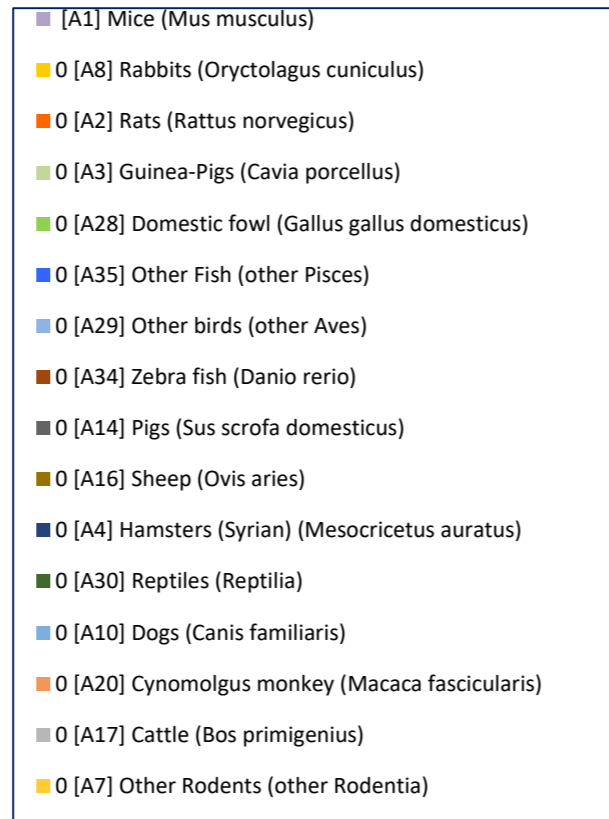 [A1] Mice (Mus musculus)
0 [A8] Rabbits (Oryctolagus cuniculus)
0 [A2] Rats (Rattus norvegicus)
0 [A3] Guinea-Pigs (Cavia porcellus)
0 [A28] Domestic fowl (Gallus gallus domesticus)
0 [A35] Other Fish (other Pisces)
0 [A29] Other birds (other Aves)
0 [A34] Zebra fish (Danio rerio)
0 [A14] Pigs (Sus scrofa domesticus)
0 [A16] Sheep (Ovis aries)
0 [A4] Hamsters (Syrian) (Mesocricetus auratus)
0 [A30] Reptiles (Reptilia)
0 [A10] Dogs (Canis familiaris)
0 [A20] Cynomolgus monkey (Macaca fascicularis)
0 [A17] Cattle (Bos primigenius)
0 [A7] Other Rodents (other Rodentia)